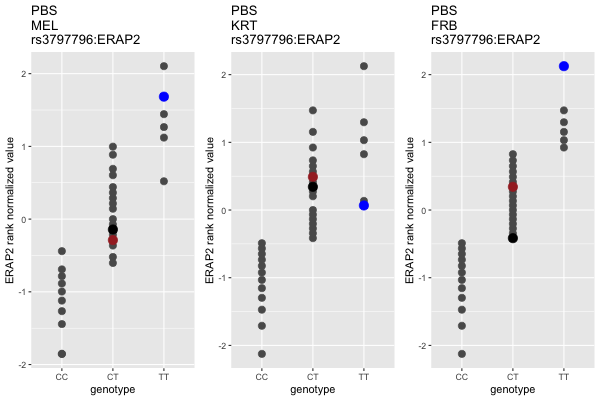 PBS
MEL
rs3797796:ERAP2
ERAP2 rank normalized value
2
1
0
-1
-2
CC
CT
TT
genotype
PBS
KRT
rs3797796:ERAP2
ERAP2 rank normalized value
2
1
0
-1
-2
CC
CT
TT
genotype
PBS
FRB
rs3797796:ERAP2
ERAP2 rank normalized value
2
1
0
-1
-2
CC
CT
TT
genotype